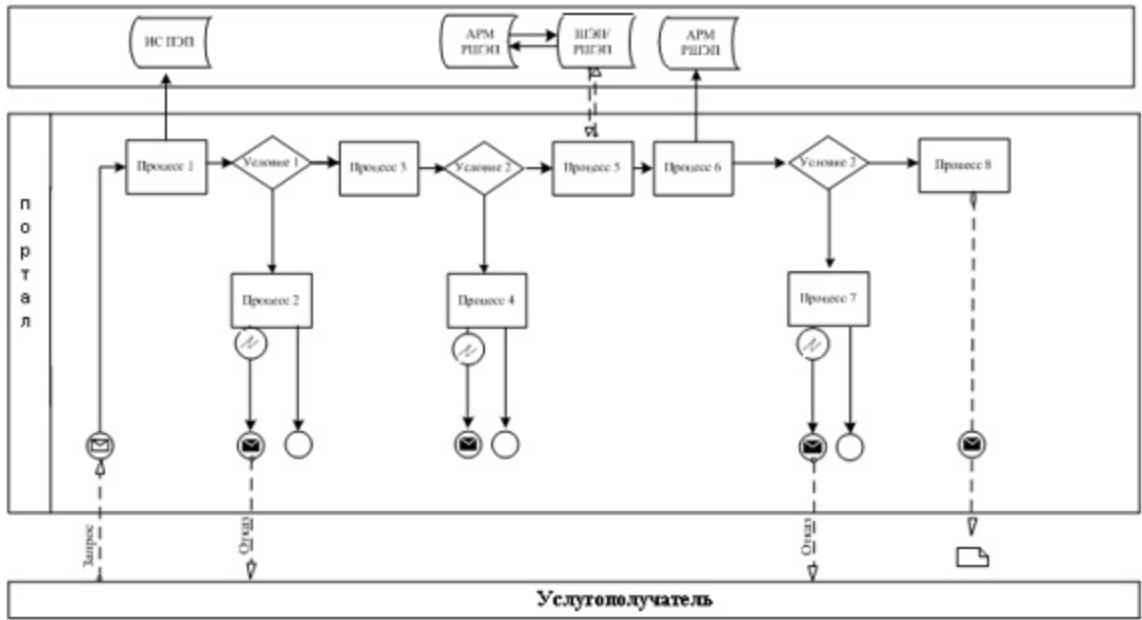 ИС ПЭП
АРМ
РШЭП
ШЭП/
РШЭП
АРМ
РШЭП
Процесс 1
Условие 1
Процесс 3
Условие 2
Процесс 5
Процесс 6
Условие 2
Процесс 8
Портал
Процесс 2
Процесс 4
Процесс 7
Запрос
Отказ
Отказ
Услугополучатель